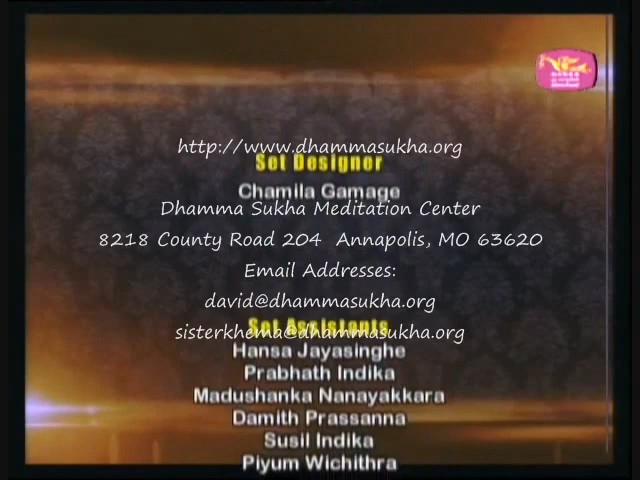 http://www.dhammasukha.org
Set Designer
Chamila Gamage
Dhamma Sukha Meditation Center
8218 County Road 204 Annapolis, MO 63620
Email Addresses:
david@dhammasukha.org
Set Assistants
sisterkhema@dhammasukha.org
Hansa Jayasinghe
Prabhath Indika
Madushanka Nanayakkara
Damith Prassanna
Susil Indika
Piyum Wichithra